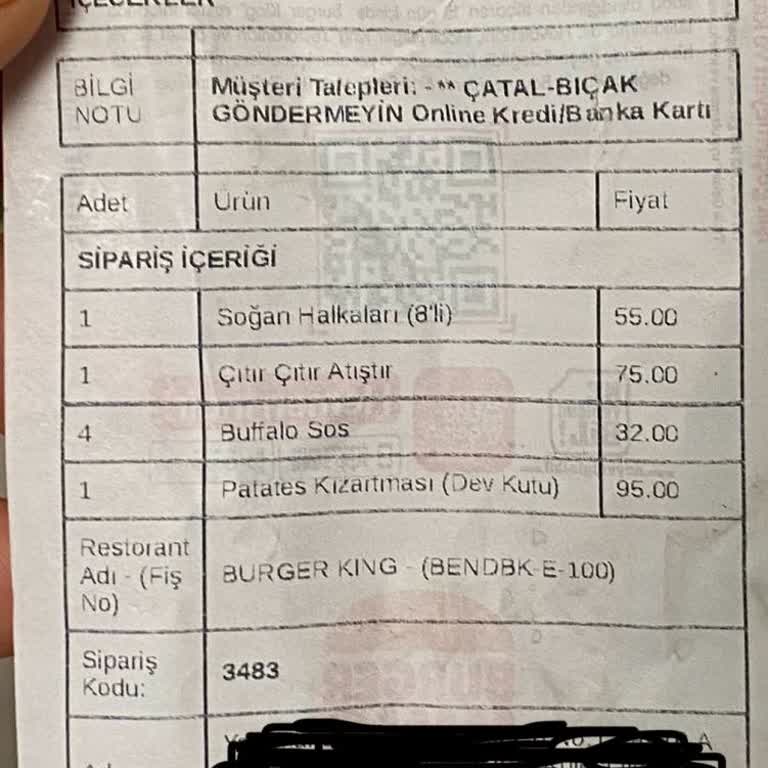 İÇECEKLER
BİLGİ NOTU
Müşteri Talepleri: -** ÇATAL-BIÇAK
GÖNDERMEYİN Online Kredi/Banka Kartı
Adet Ürün Fiyat
SİPARİŞ İÇERİĞİ
1 Soğan Halkaları (8'li) 55.00
1 Çıtır Çıtır Atıştır 75.00
4 Buffalo Sos 32.00
1 Patates Kızartması (Dev Kutu) 95.00
Restorant
Adı - (Fiş
No)
BURGER KING - (BENDBK-E-100)
Sipariş
Kodu:
3483